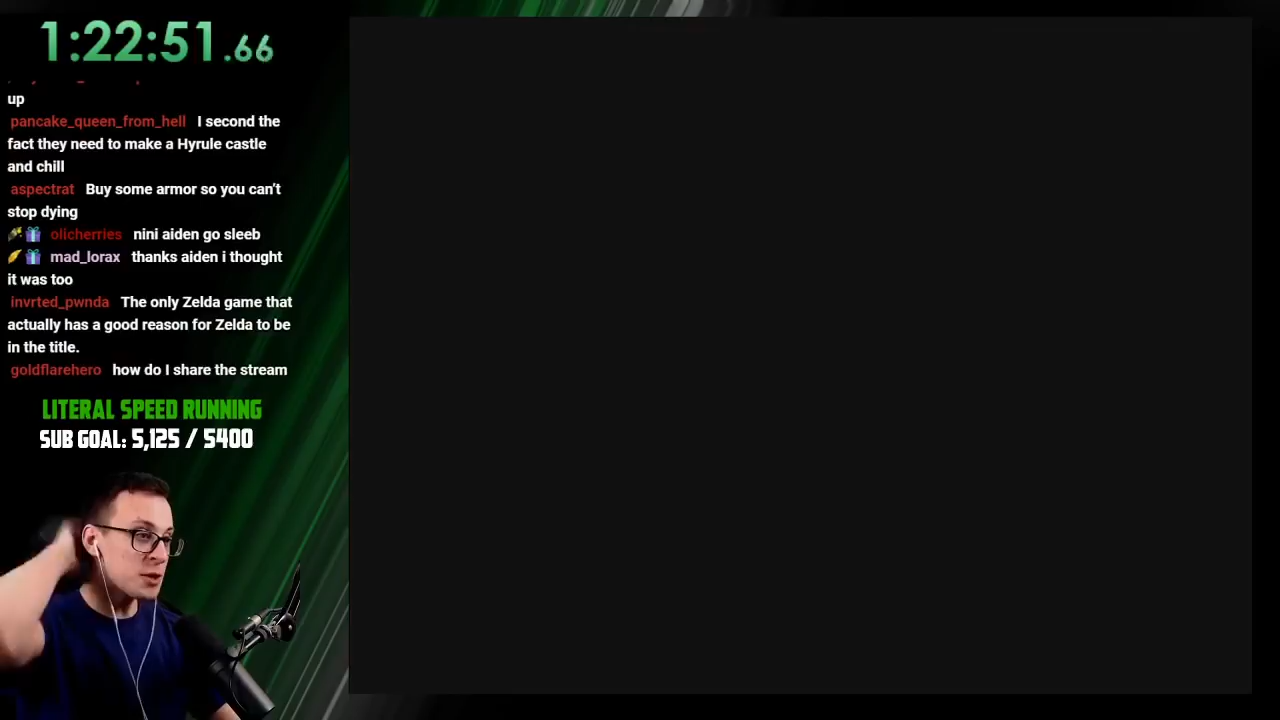 1:22:51.66
up
pancake_queen_from_hell I second the
fact they need to make a Hyrule castle
and chill
aspectrat Buy some armor so you can't
stop dying
olicherries nini aiden go sleeb
mad_lorax thanks aiden i thought
it was too
invrted_pwnda The only Zelda game that
actually has a good reason for Zelda to be
in the title.
goldflarehero how do I share the stream
LITERAL SPEED RUNNING
SUB GOAL: 5,125 / 5400